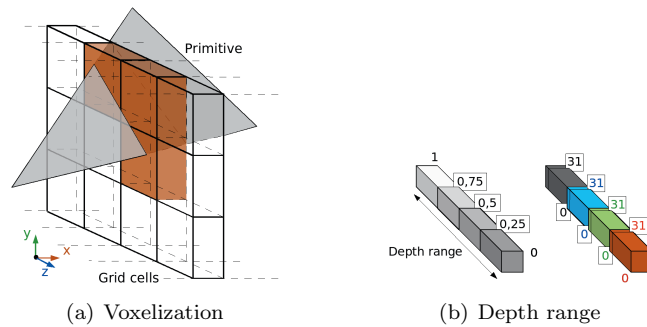 Primitive
y
x
z
Grid cells
1
0,75
0,5
0,25
0
Depth range
31
31
31
31
0
0
0
0
(a) Voxelization
(b) Depth range